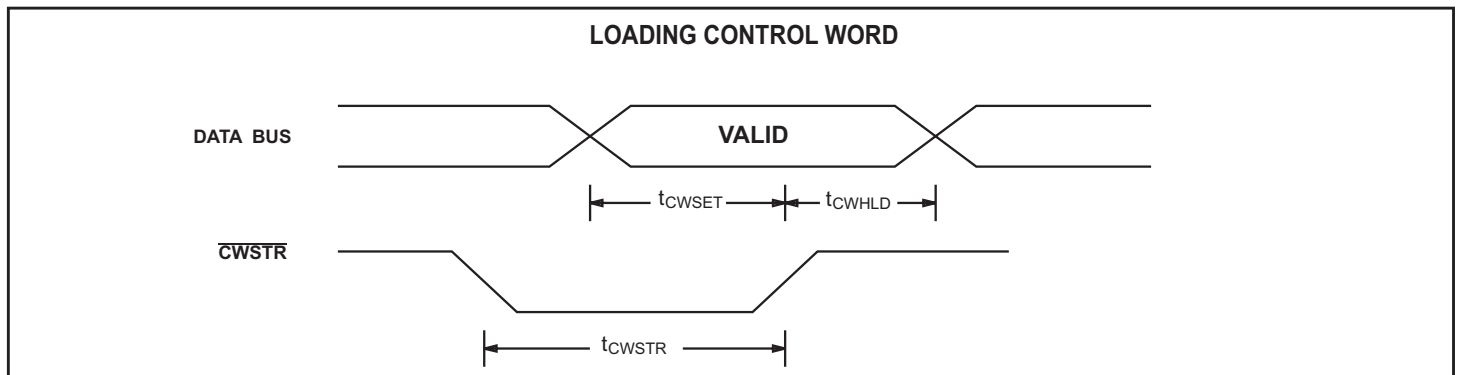 LOADING CONTROL WORD
DATA BUS
VALID
tCWSET
tCWHLD
CWSTR
tCWSTR